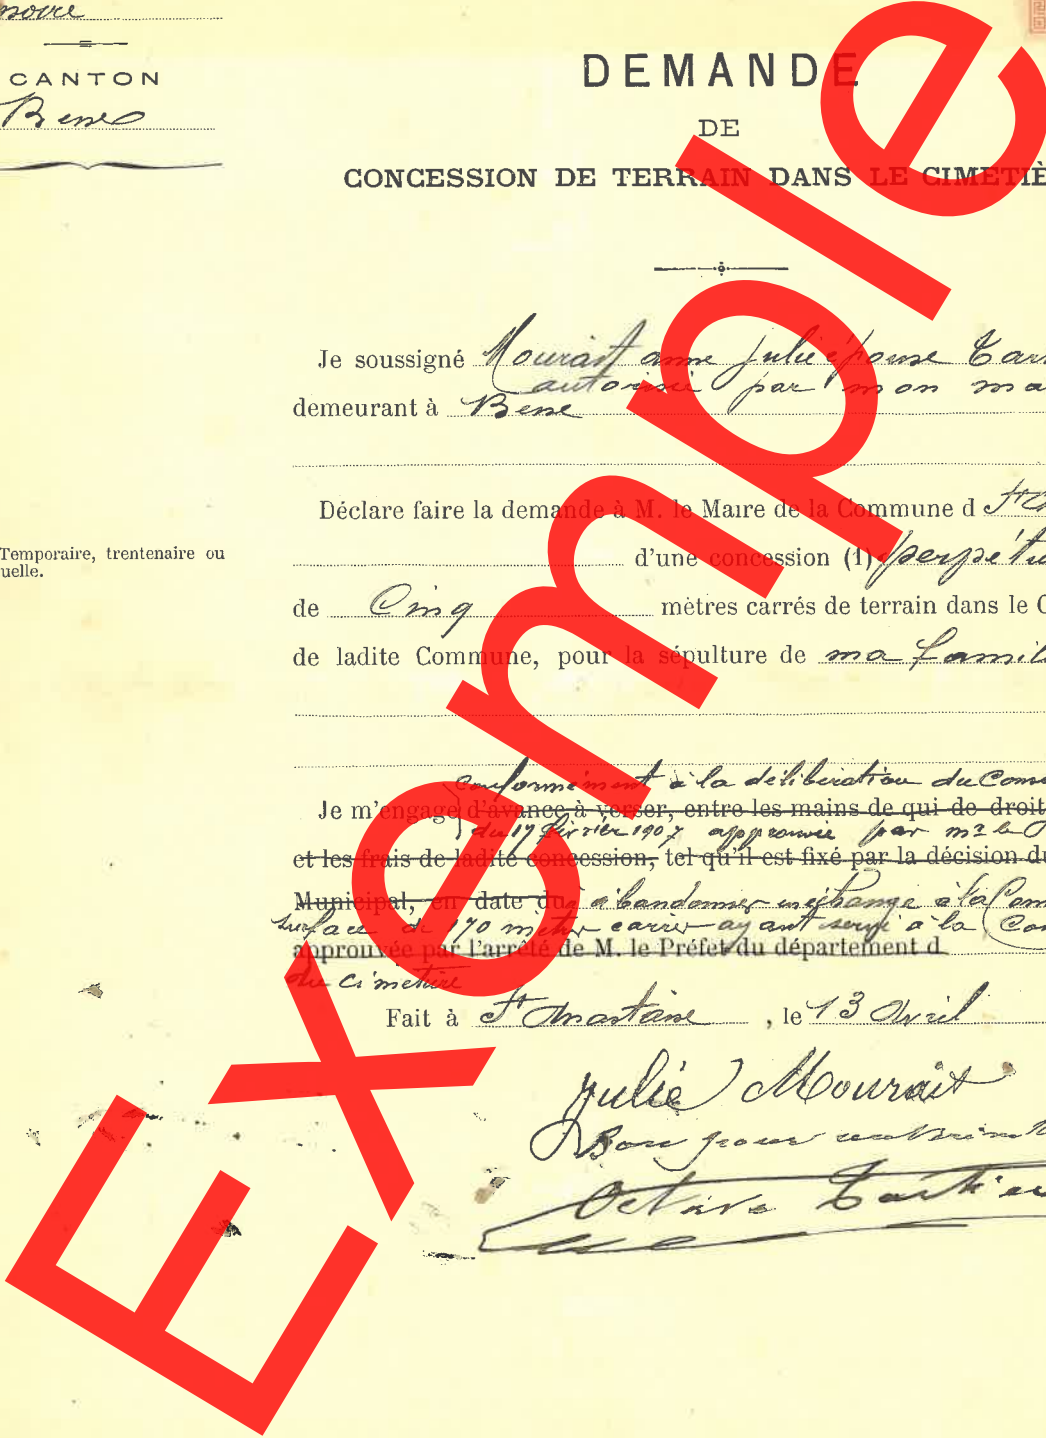 CANTON
Bene
DEMANDE
DE
CONCESSION DE TERRAIN DANS LE CIMETIÈ
Je soussigné Mourait anne julie épouse
autorisé par mon ma
demeurant à Bene
Déclare faire la demande à M. le Maire de la Commune d
Temporaire, trentenaire ou
uelle.
d'une concession (1) perpétu
de Cinq mètres carrés de terrain dans le C
de ladite Commune, pour la sépulture de ma famil
conformément à la délibération du Cons
Je m'engage d'avance à verser, entre les mains de qui de droit
du 17 février 1907 approuvée par mr le
et les frais de ladite concession, tel qu'il est fixé par la décision du
Municipal, en date du à abandonner en échange à la Com
surface de 170 mètres carrés ayant servi à la Con
approuvée par l'arrêté de M. le Préfet du département d
du cimetière
Fait à St Martaine, le 13 Avril
Julie Mourait
Bon pour
Octave
Exemple